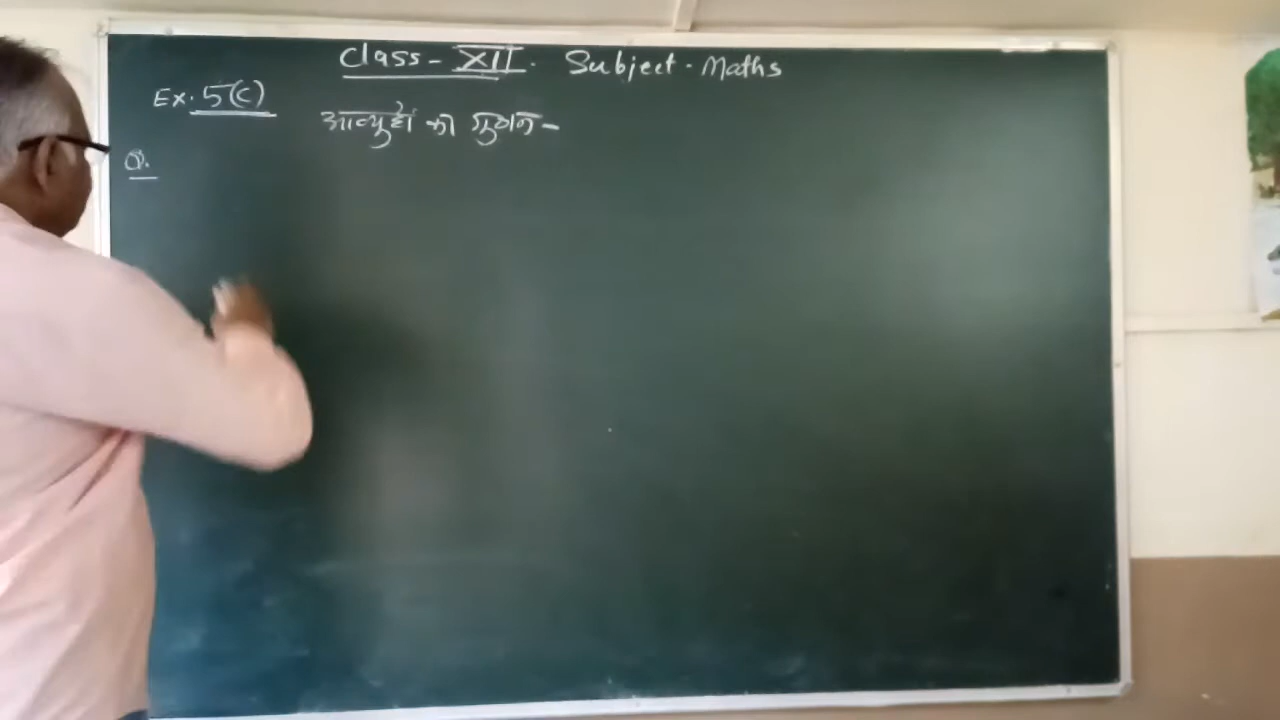 Class - XII. Subject. Maths
Ex. 5(C)
आव्युहों का गुणन -
Q.